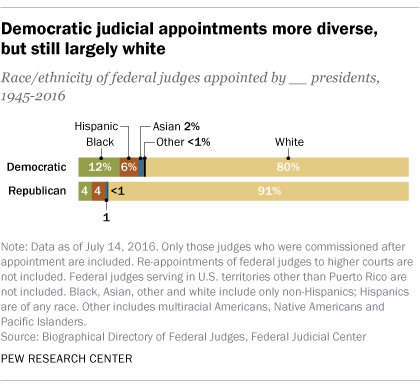 Democratic judicial appointments more diverse,
but still largely white
Race/ethnicity of federal judges appointed by __ presidents,
1945-2016
Hispanic Asian 2%
Black Other <1% White
Democratic 12% 6% 80%
Republican 4 4 <1 91%
1
Note: Data as of July 14, 2016. Only those judges who were commissioned after
appointment are included. Re-appointments of federal judges to higher courts are
not included. Federal judges serving in U.S. territories other than Puerto Rico are
not included. Black, Asian, other and white include only non-Hispanics; Hispanics
are of any race. Other includes multiracial Americans, Native Americans and
Pacific Islanders.
Source: Biographical Directory of Federal Judges, Federal Judicial Center
PEW RESEARCH CENTER